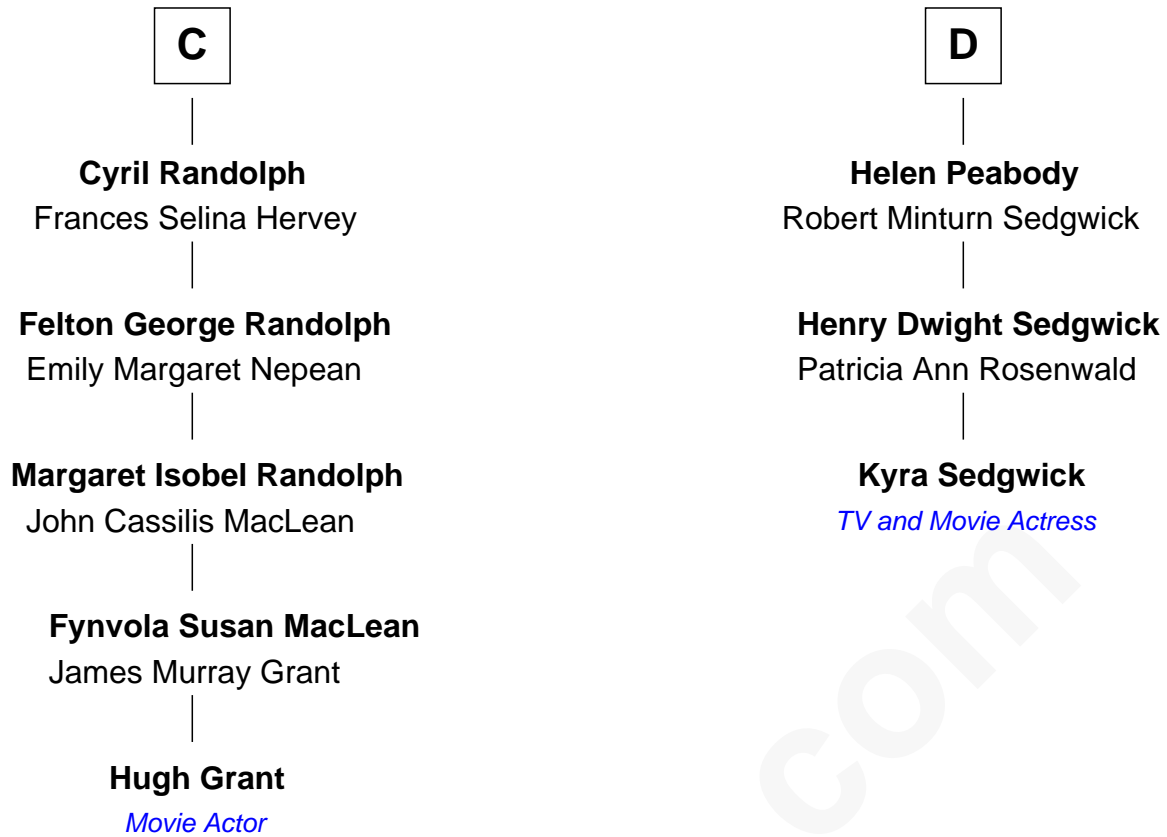 C
Cyril Randolph
Frances Selina Hervey
Felton George Randolph
Emily Margaret Nepean
Margaret Isobel Randolph
John Cassilis MacLean
Fynvola Susan MacLean
James Murray Grant
Hugh Grant
Movie Actor
D
Helen Peabody
Robert Minturn Sedgwick
Henry Dwight Sedgwick
Patricia Ann Rosenwald
Kyra Sedgwick
TV and Movie Actress
com